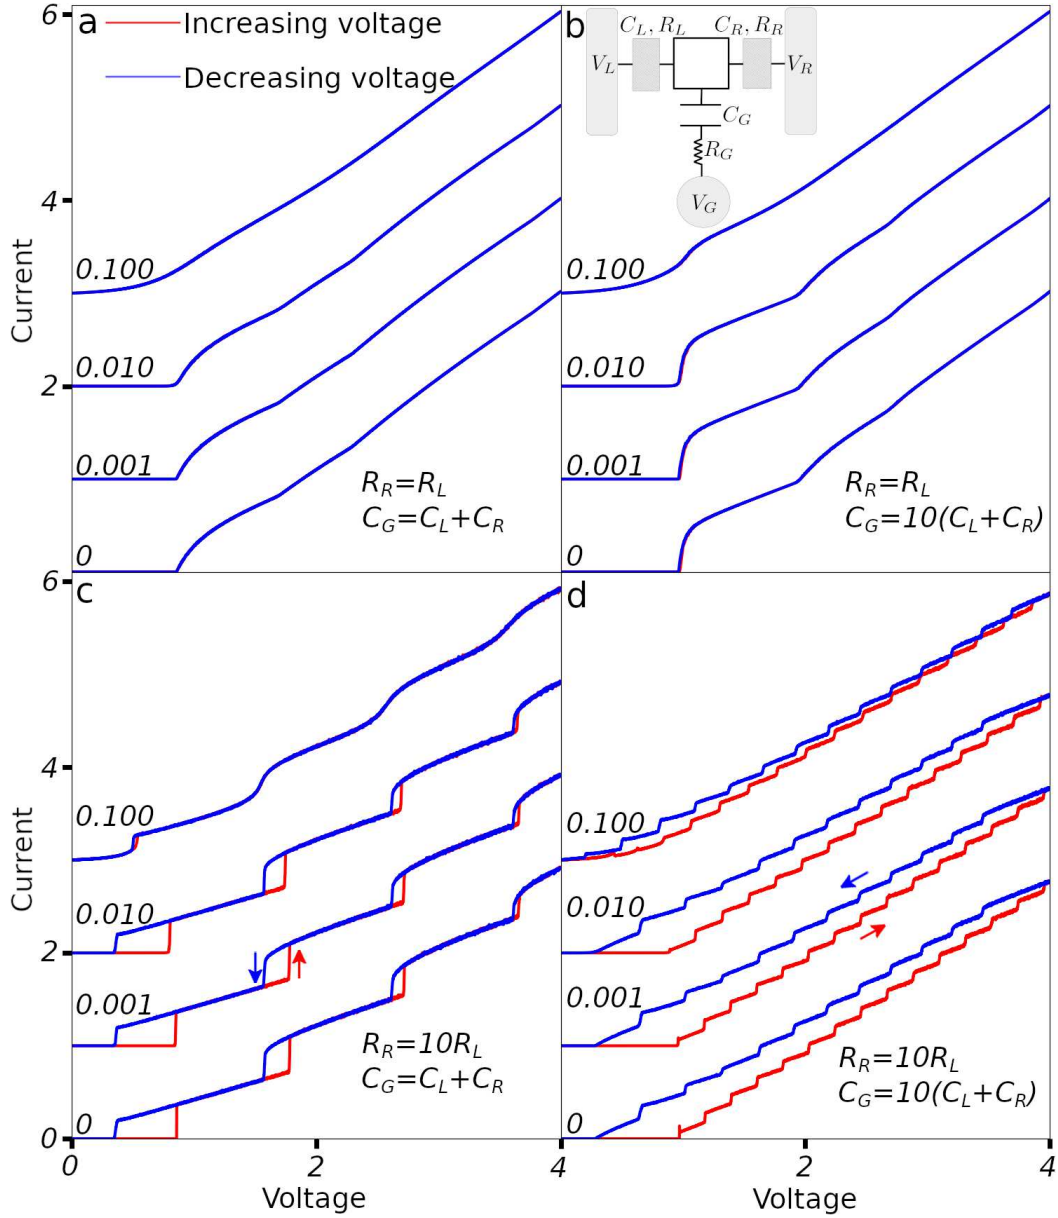 a
Increasing voltage
Decreasing voltage
6
4
2
0
Current
0.100
0.010
0.001
0
R_R=R_L
C_G=C_L+C_R
b
C_L, R_L
C_R, R_R
V_L
V_R
C_G
R_G
V_G
0.100
0.010
0.001
0
R_R=R_L
C_G=10(C_L+C_R)
c
6
4
2
0
Current
0.100
0.010
0.001
0
R_R=10R_L
C_G=C_L+C_R
0
2
4
Voltage
d
0.100
0.010
0.001
0
R_R=10R_L
C_G=10(C_L+C_R)
2
4
Voltage